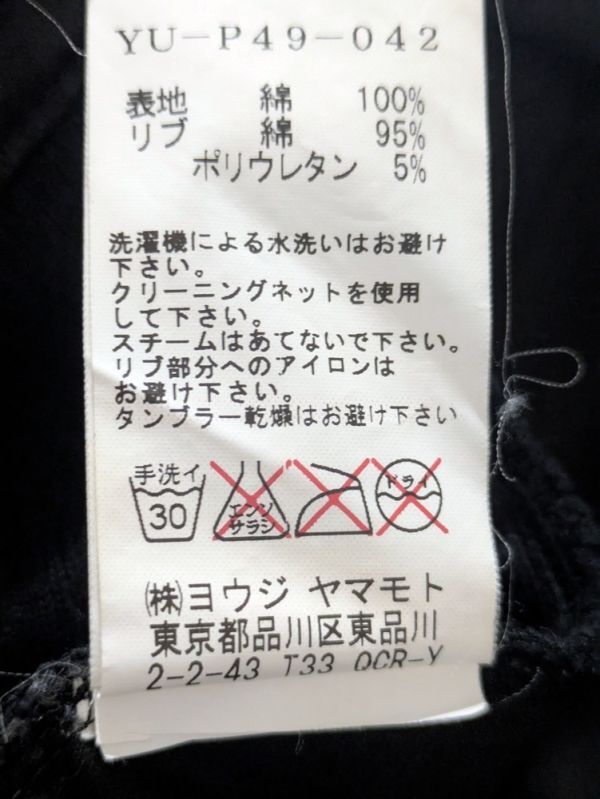 YU-P49-042
表地 綿 100%
リブ 綿 95%
ポリウレタン 5%
洗濯機による水洗いはお避け
下さい。
クリーニングネットを使用
して下さい。
スチームはあてないで下さい。
リブ部分へのアイロンは
お避け下さい。
タンブラー乾燥はお避け下さい
手洗イ
30
エンソ
サラシ
ドライ
㈱ヨウジ ヤマモト
東京都品川区東品川
2-2-43 T33 OCR-Y